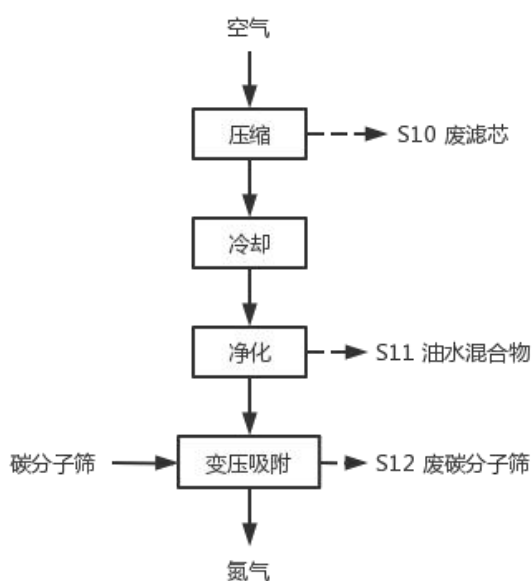 空气
压缩
S10 废滤芯
冷却
净化
S11 油水混合物
碳分子筛
变压吸附
S12 废碳分子筛
氮气